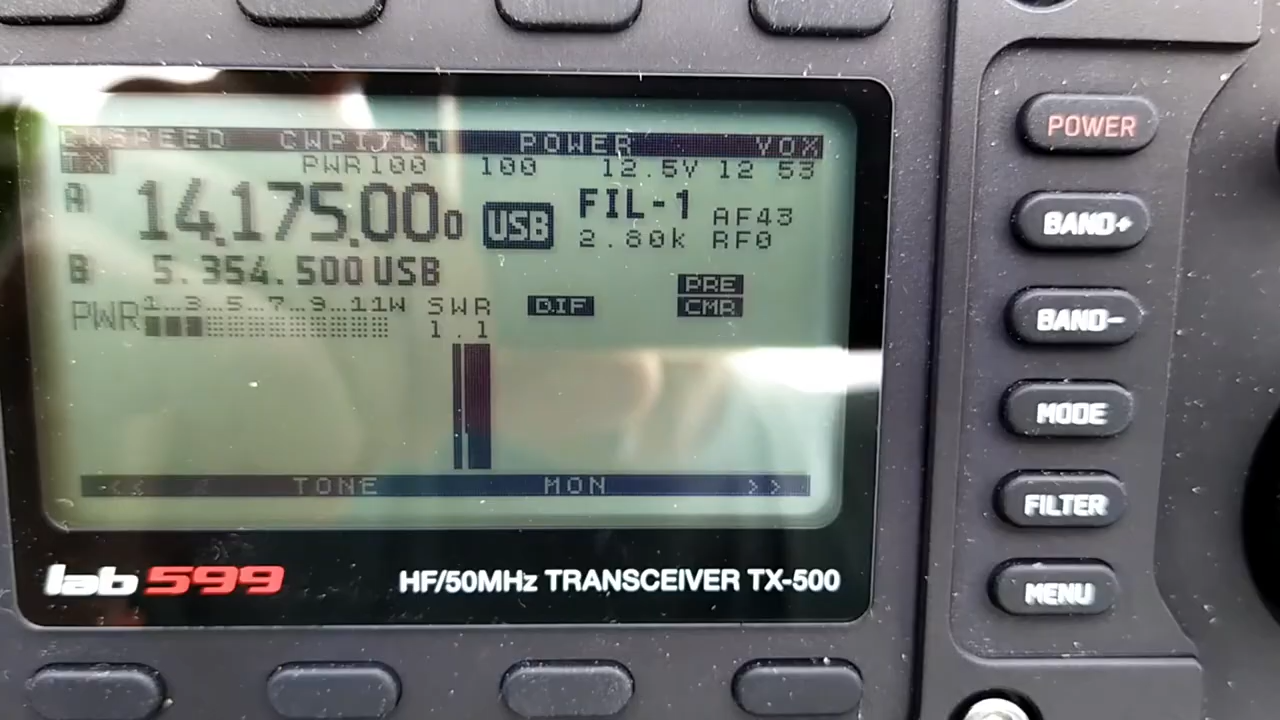 CWSPEED CWPITCH POWER VOX
TX PWR100 100 12.5V 12 53
A 14.175.000 USB FIL-1 AF43
2.80k RF0
B 5.354.500 USB
PRE
PWR 1...3...5...7...9...11W SWR DIF CMR
1.1
<< TONE MON >>
lab599 HF/50MHz TRANSCEIVER TX-500
POWER
BAND+
BAND-
MODE
FILTER
MENU